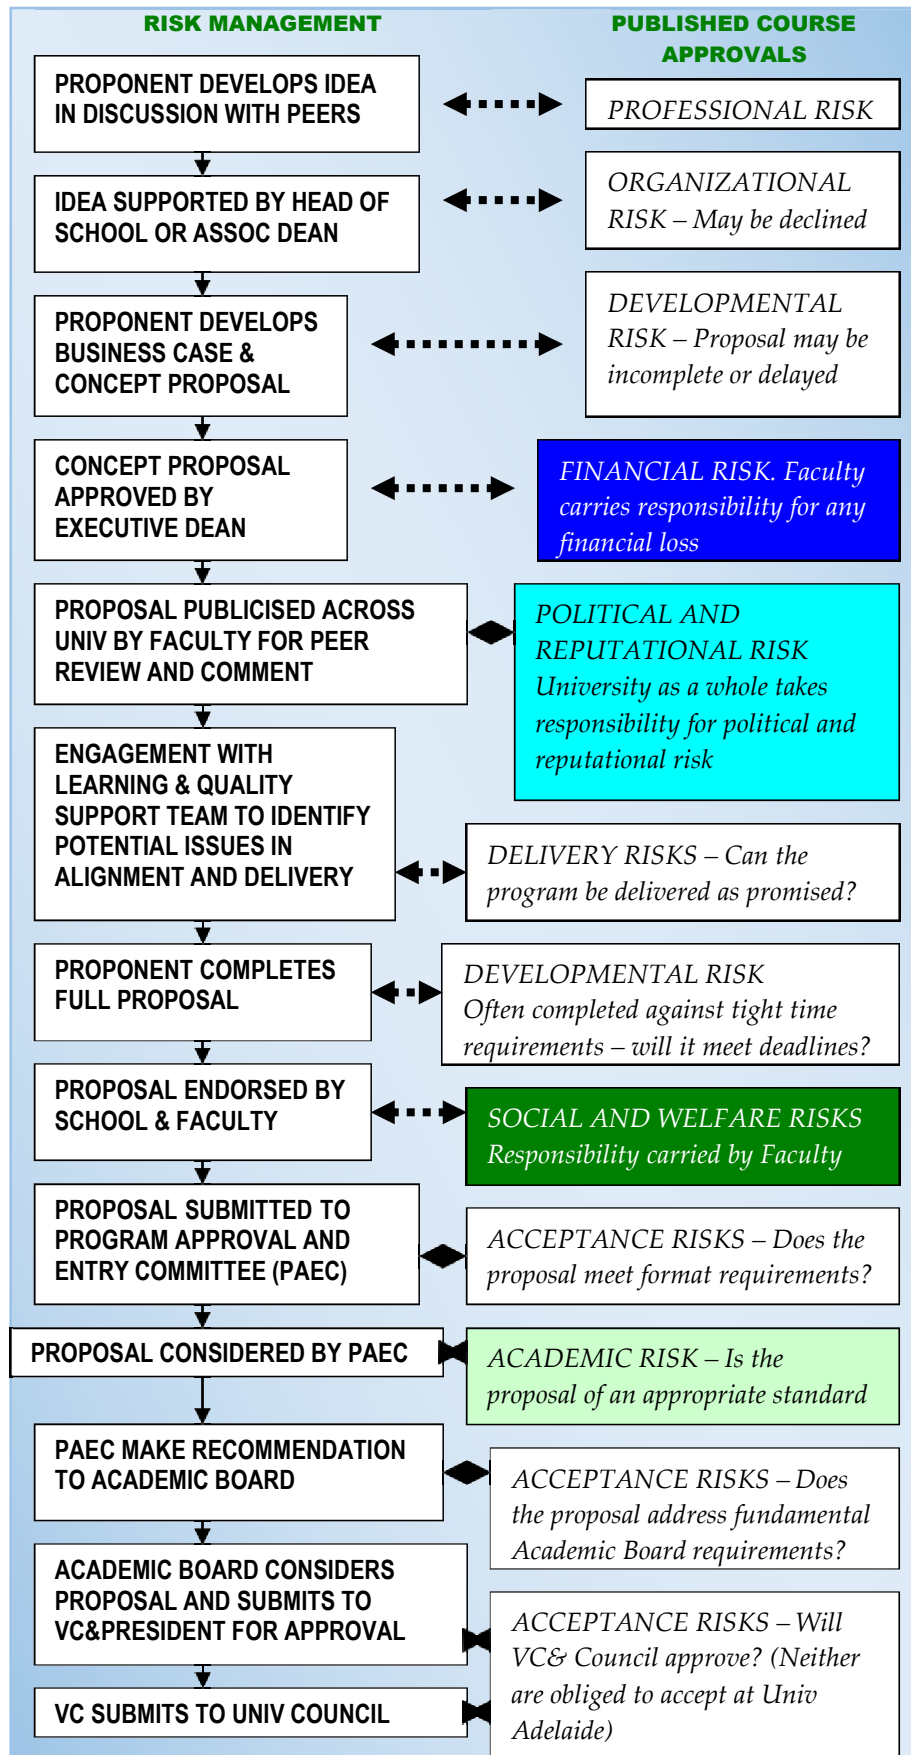 RISK MANAGEMENT
PUBLISHED COURSE
APPROVALS
PROPONENT DEVELOPS IDEA
IN DISCUSSION WITH PEERS
PROFESSIONAL RISK
IDEA SUPPORTED BY HEAD OF
SCHOOL OR ASSOC DEAN
ORGANIZATIONAL
RISK – May be declined
PROPONENT DEVELOPS
BUSINESS CASE &
CONCEPT PROPOSAL
DEVELOPMENTAL
RISK – Proposal may be
incomplete or delayed
CONCEPT PROPOSAL
APPROVED BY
EXECUTIVE DEAN
FINANCIAL RISK. Faculty
carries responsibility for any
financial loss
PROPOSAL PUBLICISED ACROSS
UNIV BY FACULTY FOR PEER
REVIEW AND COMMENT
POLITICAL AND
REPUTATIONAL RISK
University as a whole takes
responsibility for political and
reputational risk
ENGAGEMENT WITH
LEARNING & QUALITY
SUPPORT TEAM TO IDENTIFY
POTENTIAL ISSUES IN
ALIGNMENT AND DELIVERY
DELIVERY RISKS – Can the
program be delivered as promised?
PROPONENT COMPLETES
FULL PROPOSAL
DEVELOPMENTAL RISK
Often completed against tight time
requirements – will it meet deadlines?
PROPOSAL ENDORSED BY
SCHOOL & FACULTY
SOCIAL AND WELFARE RISKS
Responsibility carried by Faculty
PROPOSAL SUBMITTED TO
PROGRAM APPROVAL AND
ENTRY COMMITTEE (PAEC)
ACCEPTANCE RISKS – Does the
proposal meet format requirements?
PROPOSAL CONSIDERED BY PAEC
ACADEMIC RISK – Is the
proposal of an appropriate standard
PAEC MAKE RECOMMENDATION
TO ACADEMIC BOARD
ACCEPTANCE RISKS – Does
the proposal address fundamental
Academic Board requirements?
ACADEMIC BOARD CONSIDERS
PROPOSAL AND SUBMITS TO
VC&PRESIDENT FOR APPROVAL
ACCEPTANCE RISKS – Will
VC& Council approve? (Neither
are obliged to accept at Univ
Adelaide)
VC SUBMITS TO UNIV COUNCIL